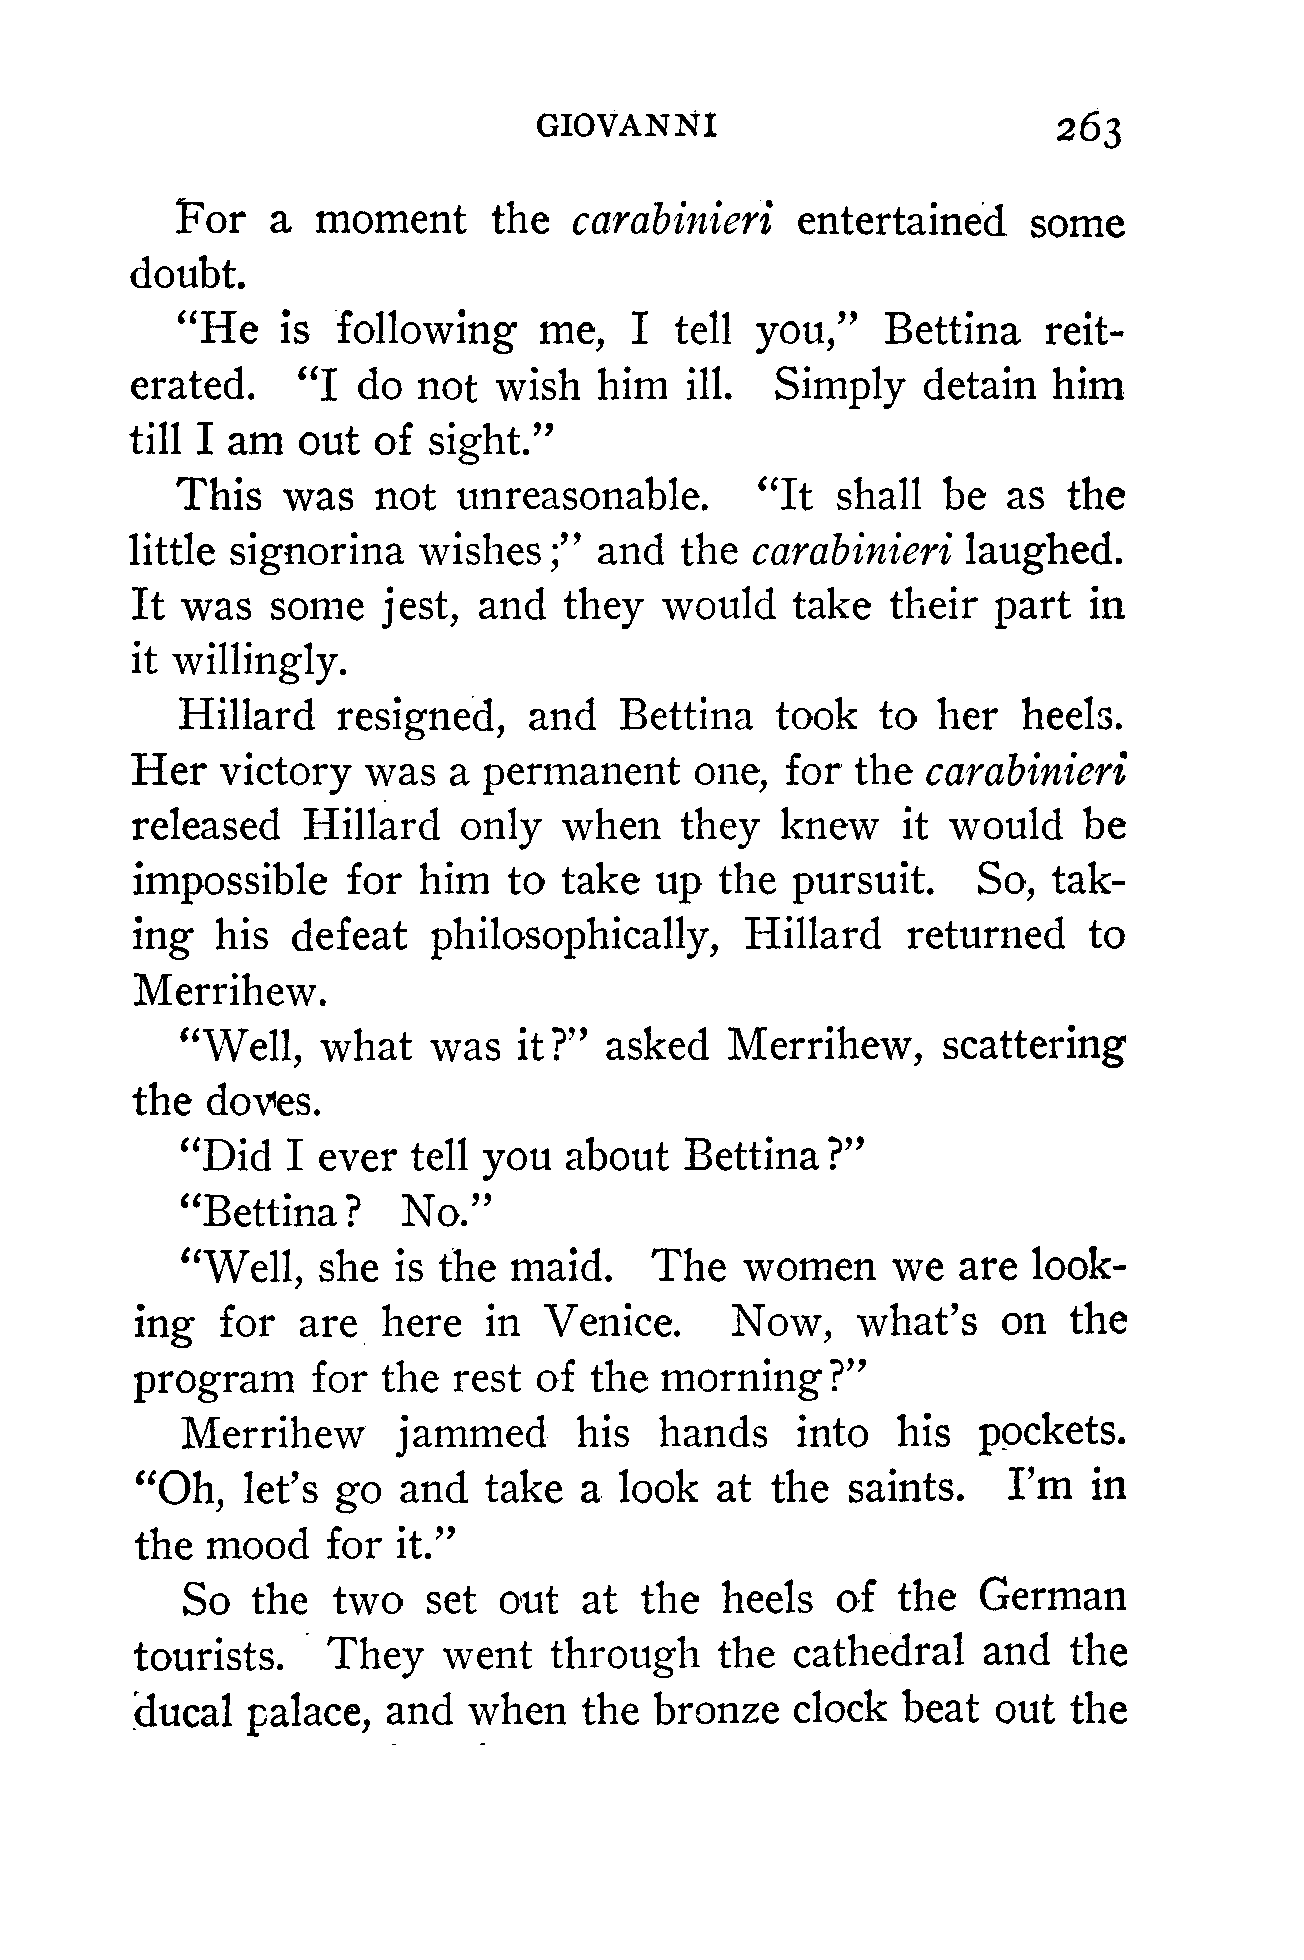 GIOVANNI 263
For a moment the carabinieri entertained some
doubt.
“He is following me, I tell you,” Bettina reit-
erated. “I do not wish him ill. Simply detain him
till I am out of sight.”
This was not unreasonable. “It shall be as the
little signorina wishes;” and the carabinieri laughed.
It was some jest, and they would take their part in
it willingly.
Hillard resigned, and Bettina took to her heels.
Her victory was a permanent one, for the carabinieri
released Hillard only when they knew it would be
impossible for him to take up the pursuit. So, tak-
ing his defeat philosophically, Hillard returned to
Merrihew.
“Well, what was it?” asked Merrihew, scattering
the doves.
“Did I ever tell you about Bettina?”
“Bettina? No.”
“Well, she is the maid. The women we are look-
ing for are here in Venice. Now, what’s on the
program for the rest of the morning?”
Merrihew jammed his hands into his pockets.
“Oh, let’s go and take a look at the saints. I’m in
the mood for it.”
So the two set out at the heels of the German
tourists. They went through the cathedral and the
ducal palace, and when the bronze clock beat out the